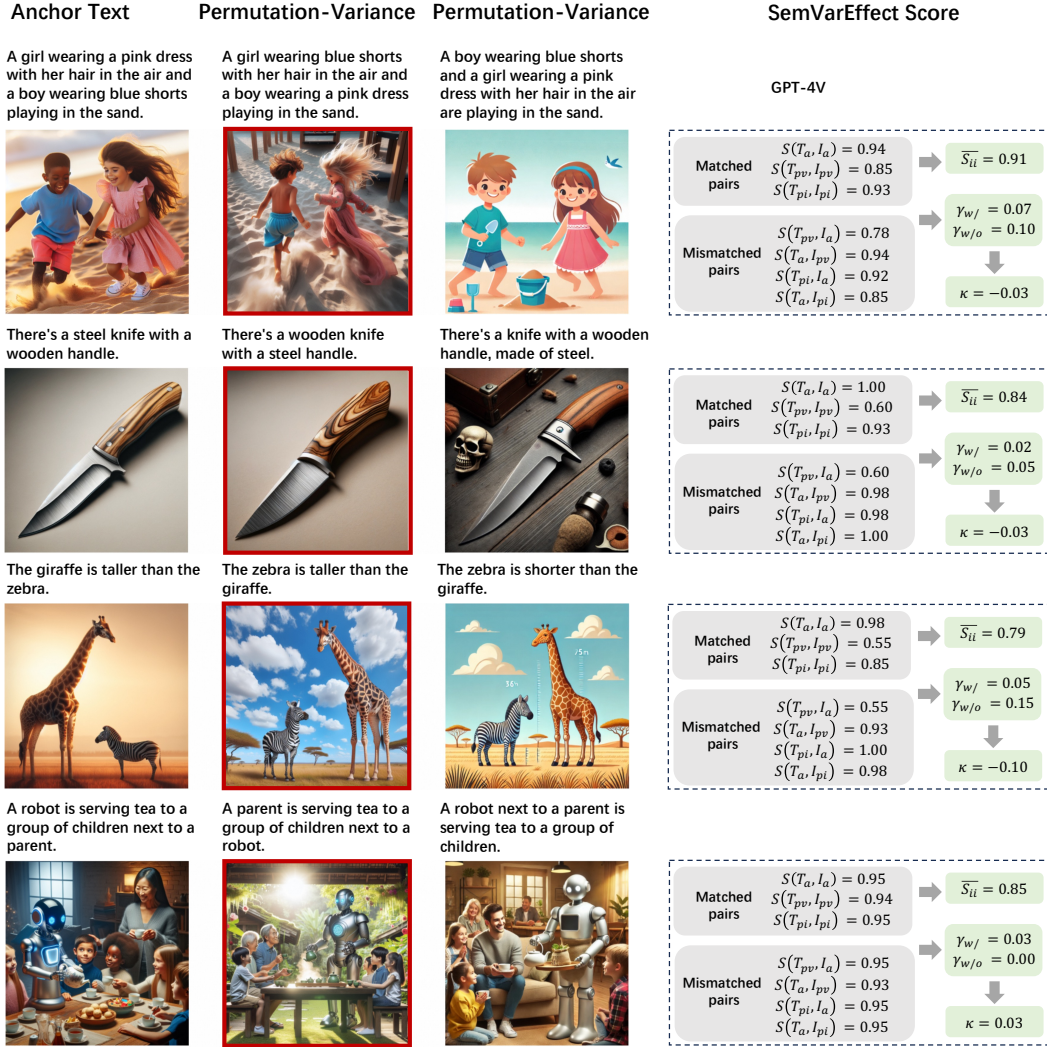 Anchor Text
Permutation-Variance
Permutation-Variance
SemVarEffect Score
A girl wearing a pink dress
with her hair in the air and
a boy wearing blue shorts
playing in the sand.
A girl wearing blue shorts
with her hair in the air and
a boy wearing a pink dress
playing in the sand.
A boy wearing blue shorts
and a girl wearing a pink
dress with her hair in the air
are playing in the sand.
GPT-4V
Matched
pairs
S(T_a, I_a) = 0.94
S(T_pv, I_pv) = 0.85
S(T_pi, I_pi) = 0.93
Mismatched
pairs
S(T_pv, I_a) = 0.78
S(T_a, I_pv) = 0.94
S(T_pi, I_a) = 0.92
S(T_a, I_pi) = 0.85
S̅_ii = 0.91
γ_w/ = 0.07
γ_w/o = 0.10
κ = −0.03
There's a steel knife with a
wooden handle.
There's a wooden knife
with a steel handle.
There's a knife with a wooden
handle, made of steel.
Matched
pairs
S(T_a, I_a) = 1.00
S(T_pv, I_pv) = 0.60
S(T_pi, I_pi) = 0.93
Mismatched
pairs
S(T_pv, I_a) = 0.60
S(T_a, I_pv) = 0.98
S(T_pi, I_a) = 0.98
S(T_a, I_pi) = 1.00
S̅_ii = 0.84
γ_w/ = 0.02
γ_w/o = 0.05
κ = −0.03
The giraffe is taller than the
zebra.
The zebra is taller than the
giraffe.
The zebra is shorter than the
giraffe.
Matched
pairs
S(T_a, I_a) = 0.98
S(T_pv, I_pv) = 0.55
S(T_pi, I_pi) = 0.85
Mismatched
pairs
S(T_pv, I_a) = 0.55
S(T_a, I_pv) = 0.93
S(T_pi, I_a) = 1.00
S(T_a, I_pi) = 0.98
S̅_ii = 0.79
γ_w/ = 0.05
γ_w/o = 0.15
κ = −0.10
A robot is serving tea to a
group of children next to a
parent.
A parent is serving tea to a
group of children next to a
robot.
A robot next to a parent is
serving tea to a group of
children.
Matched
pairs
S(T_a, I_a) = 0.95
S(T_pv, I_pv) = 0.94
S(T_pi, I_pi) = 0.95
Mismatched
pairs
S(T_pv, I_a) = 0.95
S(T_a, I_pv) = 0.93
S(T_pi, I_a) = 0.95
S(T_a, I_pi) = 0.95
S̅_ii = 0.85
γ_w/ = 0.03
γ_w/o = 0.00
κ = 0.03